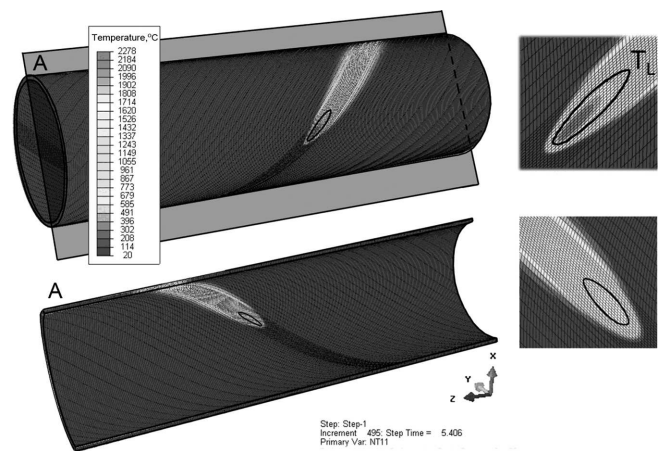 A
Temperature,°C
2278
2184
2090
1996
1902
1808
1714
1620
1526
1432
1337
1243
1149
1055
961
867
773
679
585
491
396
302
208
114
20
T_L
A
X
Y
Z
Step: Step-1
Increment 495: Step Time = 5.406
Primary Var: NT11